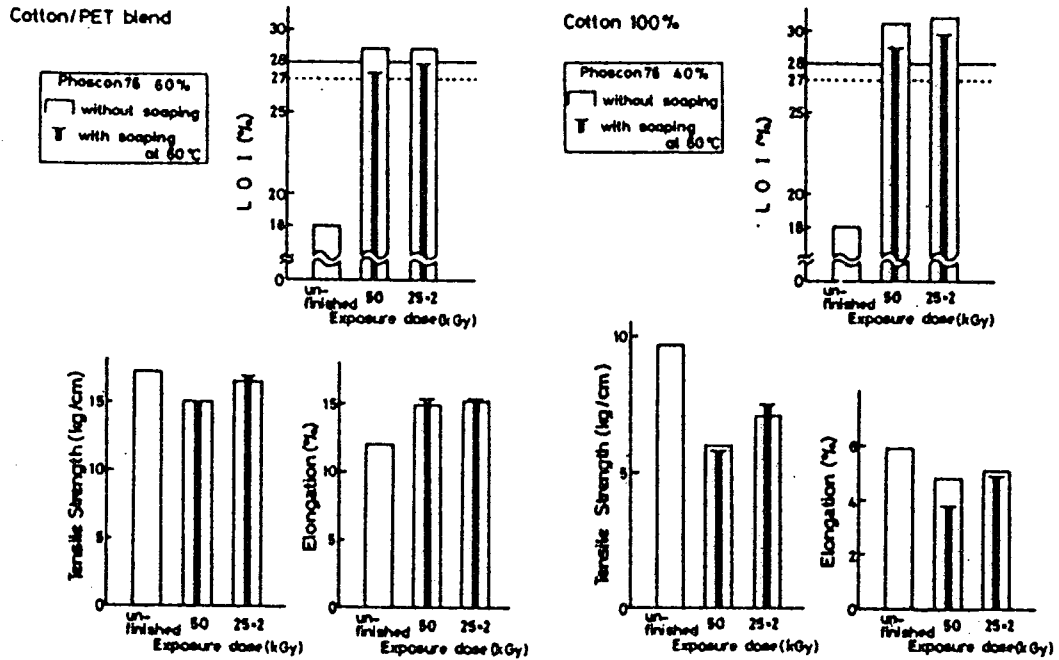 Cotton/PET blend
Phoscon 76 60%
without soaping
with soaping
at 60°C
L O I (%)
28
27
25
20
18
0
un-
finished
50
25×2
Exposure dose(kGy)
Cotton 100%
Phoscon 76 40%
without soaping
with soaping
at 60°C
L O I (%)
30
28
27
25
20
18
0
un-
finished
50
25×2
Exposure dose(kGy)
Tensile Strength (kg/cm)
15
10
5
0
un-
finished
50
25×2
Exposure dose(kGy)
Elongation (%)
15
10
5
0
un-
finished
50
25×2
Exposure dose(kGy)
Tensile Strength (kg/cm)
10
5
0
un-
finished
50
25×2
Exposure dose(kGy)
Elongation (%)
6
4
2
0
un-
finished
50
25×2
Exposure dose(kGy)